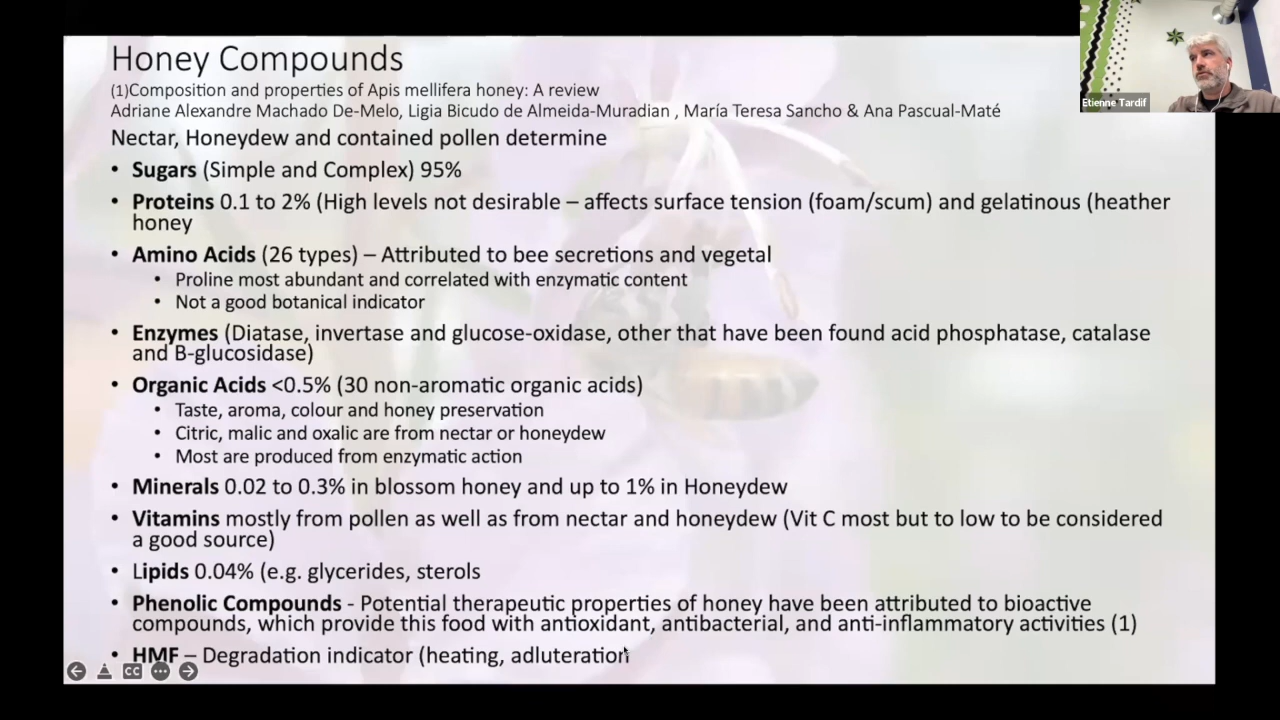 Honey Compounds
(1)Composition and properties of Apis mellifera honey: A review
Adriane Alexandre Machado De-Melo, Ligia Bicudo de Almeida-Muradian , María Teresa Sancho & Ana Pascual-Maté
Nectar, Honeydew and contained pollen determine
• Sugars (Simple and Complex) 95%
• Proteins 0.1 to 2% (High levels not desirable – affects surface tension (foam/scum) and gelatinous (heather
honey
• Amino Acids (26 types) – Attributed to bee secretions and vegetal
• Proline most abundant and correlated with enzymatic content
• Not a good botanical indicator
• Enzymes (Diatase, invertase and glucose-oxidase, other that have been found acid phosphatase, catalase
and B-glucosidase)
• Organic Acids <0.5% (30 non-aromatic organic acids)
• Taste, aroma, colour and honey preservation
• Citric, malic and oxalic are from nectar or honeydew
• Most are produced from enzymatic action
• Minerals 0.02 to 0.3% in blossom honey and up to 1% in Honeydew
• Vitamins mostly from pollen as well as from nectar and honeydew (Vit C most but to low to be considered
a good source)
• Lipids 0.04% (e.g. glycerides, sterols
• Phenolic Compounds - Potential therapeutic properties of honey have been attributed to bioactive
compounds, which provide this food with antioxidant, antibacterial, and anti-inflammatory activities (1)
• HMF – Degradation indicator (heating, adluteration
CC
Etienne Tardif